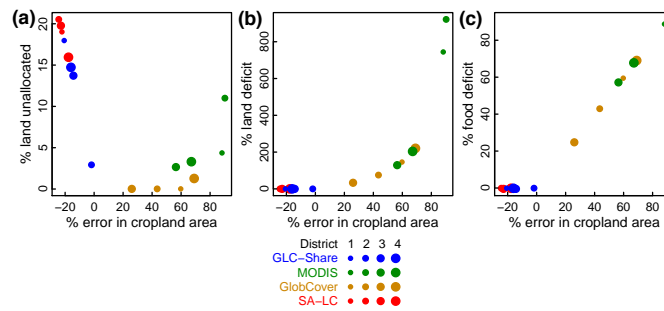 (a)
(b)
(c)
% land unallocated
0 5 10 15 20
−20 0 20 40 60 80
% error in cropland area
% land deficit
0 200 400 600 800
−20 0 20 40 60 80
% error in cropland area
% food deficit
0 20 40 60 80
−20 0 20 40 60 80
% error in cropland area
District 1 2 3 4
GLC−Share
MODIS
GlobCover
SA−LC